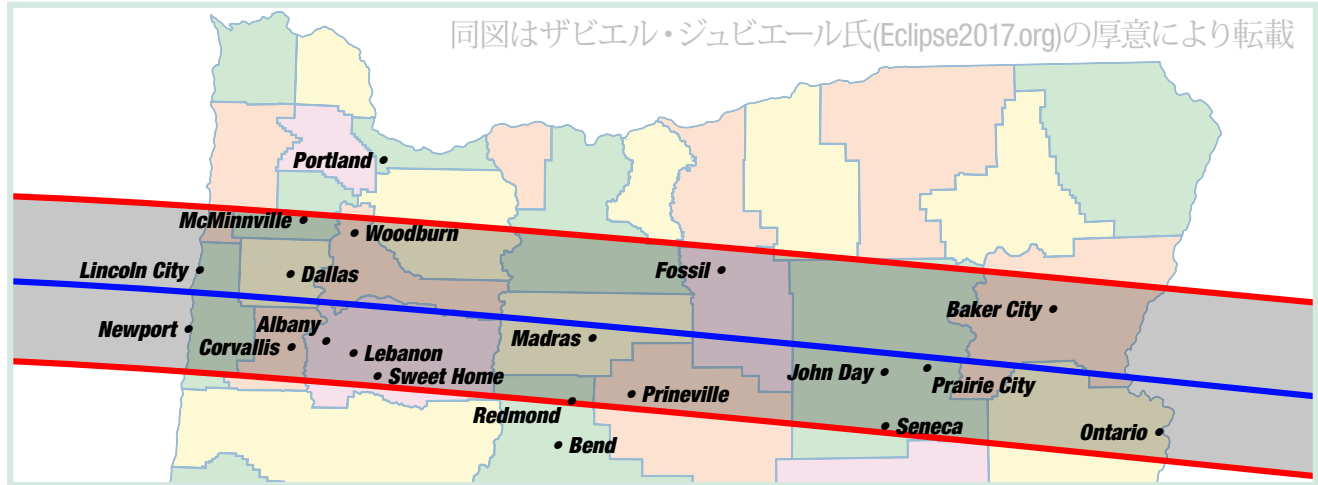 同図はザビエル・ジュビエール氏(Eclipse2017.org)の厚意により転載
Portland
McMinnville
Woodburn
Lincoln City
Dallas
Fossil
Baker City
Newport
Albany
Corvallis
Lebanon
Madras
Sweet Home
John Day
Prairie City
Prineville
Redmond
Seneca
Ontario
Bend